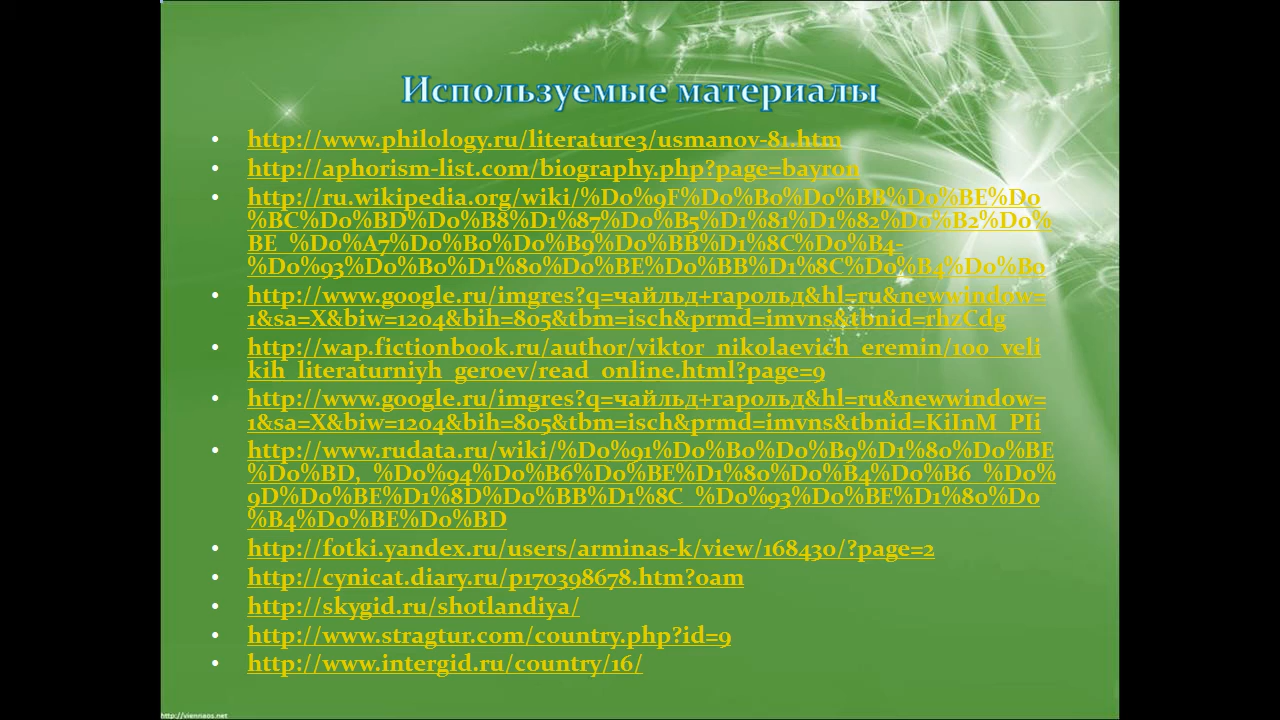 Используемые материалы
• http://www.philology.ru/literature3/usmanov-81.htm
• http://aphorism-list.com/biography.php?page=bayron
• http://ru.wikipedia.org/wiki/%D0%9F%D0%B0%D0%BB%D0%BE%D0
%BC%D0%BD%D0%B8%D1%87%D0%B5%D1%81%D1%82%D0%B2%D0%
BE_%D0%A7%D0%B0%D0%B9%D0%BB%D1%8C%D0%B4-
%D0%93%D0%B0%D1%80%D0%BE%D0%BB%D1%8C%D0%B4%D0%B0
• http://www.google.ru/imgres?q=чайльд+гарольд&hl=ru&newwindow=
1&sa=X&biw=1204&bih=805&tbm=isch&prmd=imvns&tbnid=rhzCdg
• http://wap.fictionbook.ru/author/viktor_nikolaevich_eremin/100_veli
kih_literaturniyh_geroev/read_online.html?page=9
• http://www.google.ru/imgres?q=чайльд+гарольд&hl=ru&newwindow=
1&sa=X&biw=1204&bih=805&tbm=isch&prmd=imvns&tbnid=KiInM_PIi
• http://www.rudata.ru/wiki/%D0%91%D0%B0%D0%B9%D1%80%D0%BE
%D0%BD,_%D0%94%D0%B6%D0%BE%D1%80%D0%B4%D0%B6_%D0%
9D%D0%BE%D1%8D%D0%BB%D1%8C_%D0%93%D0%BE%D1%80%D0
%B4%D0%BE%D0%BD
• http://fotki.yandex.ru/users/arminas-k/view/168430/?page=2
• http://cynicat.diary.ru/p170398678.htm?oam
• http://skygid.ru/shotlandiya/
• http://www.stragtur.com/country.php?id=9
• http://www.intergid.ru/country/16/
http://viennaos.net